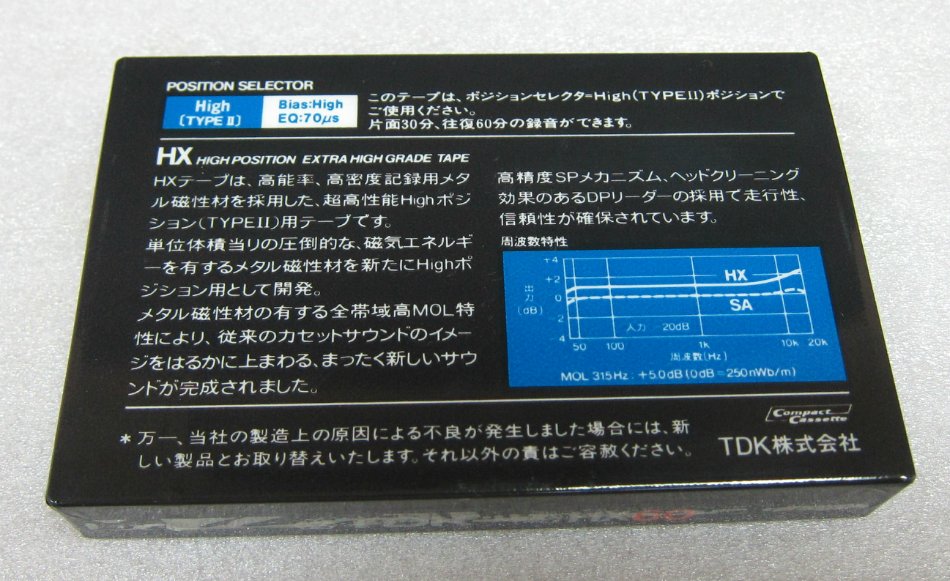 POSITION SELECTOR
High
(TYPE II)
Bias:High
EQ:70μs
このテープは、ポジションセレクター=High(TYPEII)ポジションで
ご使用ください。
片面30分、往復60分の録音ができます。
HX HIGH POSITION EXTRA HIGH GRADE TAPE
HXテープは、高能率、高密度記録用メタ
ル磁性材を採用した、超高性能Highポジ
ション(TYPEII)用テープです。
単位体積当りの圧倒的な、磁気エネルギ
ーを有するメタル磁性材を新たにHighポ
ジション用として開発。
メタル磁性材の有する全帯域高MOL特
性により、従来のカセットサウンドのイメー
ジをはるかに上まわる、まったく新しいサウ
ンドが完成されました。
高精度SPメカニズム、ヘッドクリーニング
効果のあるDPリーダーの採用で走行性、
信頼性が確保されています。
周波数特性
出力(dB)
+4
+2
0
2
4
HX
SA
入力 -20dB
50 100 1k 10k 20k
周波数(Hz)
MOL 315Hz:+5.0dB(0dB=250nWb/m)
*万一、当社の製造上の原因による不良が発生しました場合には、新
しい製品とお取り替えいたします。それ以外の責はご容赦ください。
Compact
Cassette
TDK株式会社